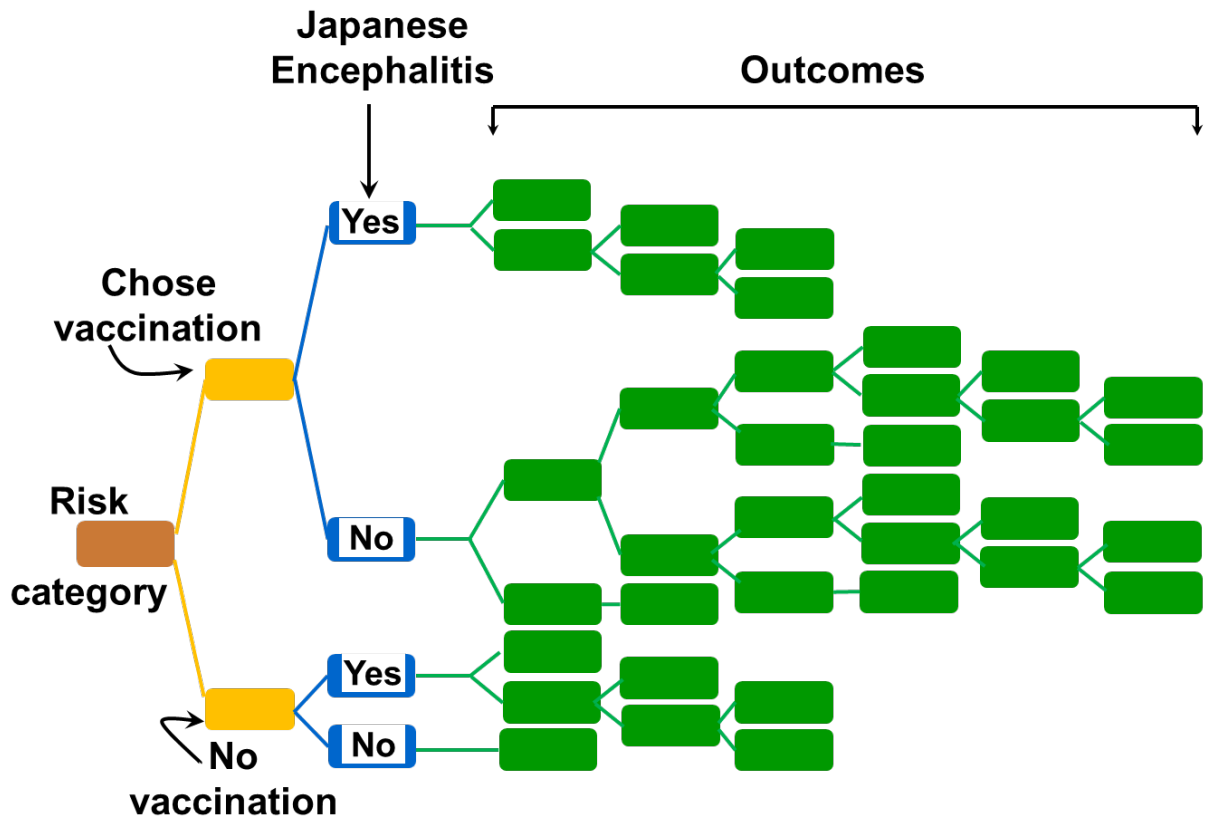 Japanese
Encephalitis
Outcomes
Yes
Chose
vaccination
Risk
No
category
Yes
No
No
vaccination